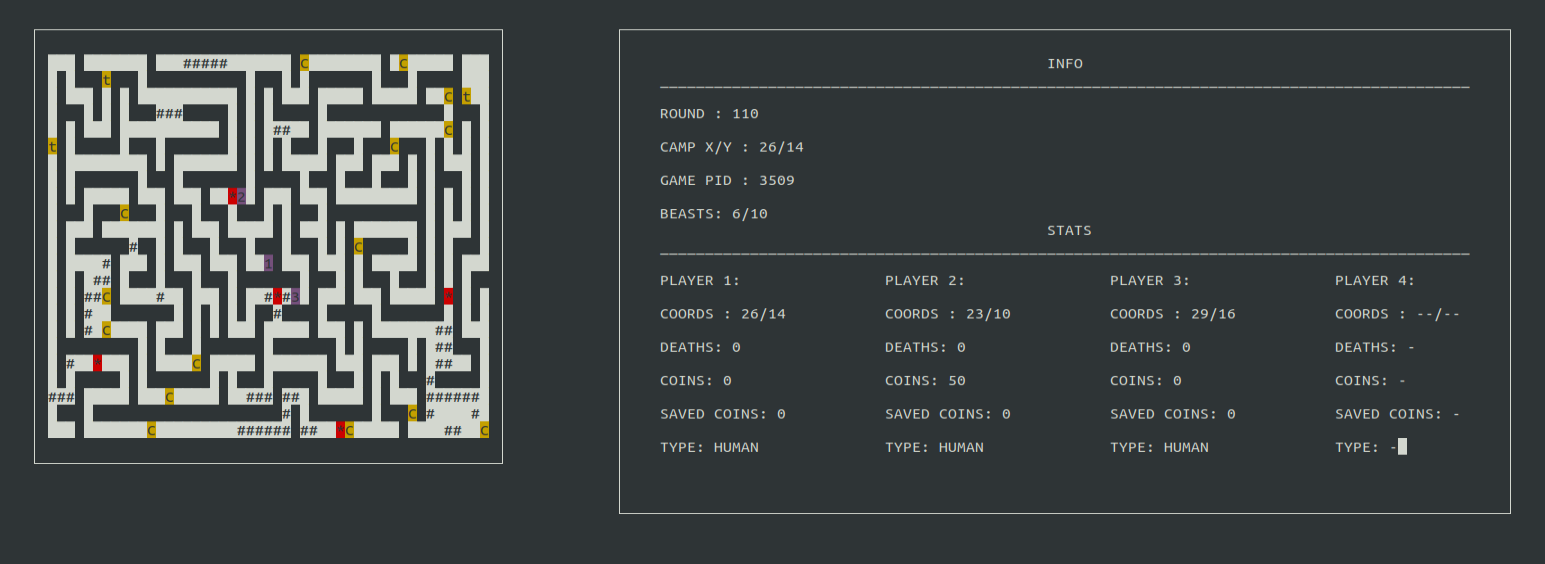 ##### C C
t
C t
###
## C
t C
*2
C
# C
# 1
##
##C # #*#3 *
# #
# C ##
##
# * C ##
#
### C ### ## ######
# C # #
C ###### ## *C ## C
INFO
ROUND : 110
CAMP X/Y : 26/14
GAME PID : 3509
BEASTS: 6/10
STATS
PLAYER 1: PLAYER 2: PLAYER 3: PLAYER 4:
COORDS : 26/14 COORDS : 23/10 COORDS : 29/16 COORDS : --/--
DEATHS: 0 DEATHS: 0 DEATHS: 0 DEATHS: -
COINS: 0 COINS: 50 COINS: 0 COINS: -
SAVED COINS: 0 SAVED COINS: 0 SAVED COINS: 0 SAVED COINS: -
TYPE: HUMAN TYPE: HUMAN TYPE: HUMAN TYPE: -